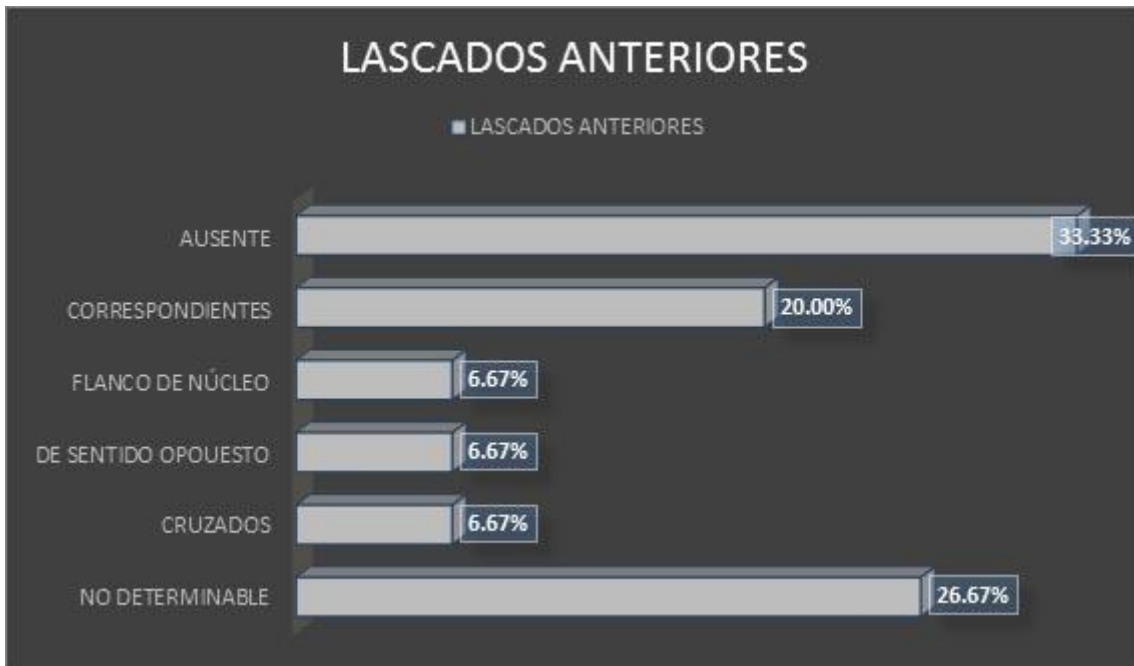 LASCADOS ANTERIORES
LASCADOS ANTERIORES
AUSENTE
33.33%
CORRESPONDIENTES
20.00%
FLANCO DE NÚCLEO
6.67%
DE SENTIDO OPOUESTO
6.67%
CRUZADOS
6.67%
NO DETERMINABLE
26.67%